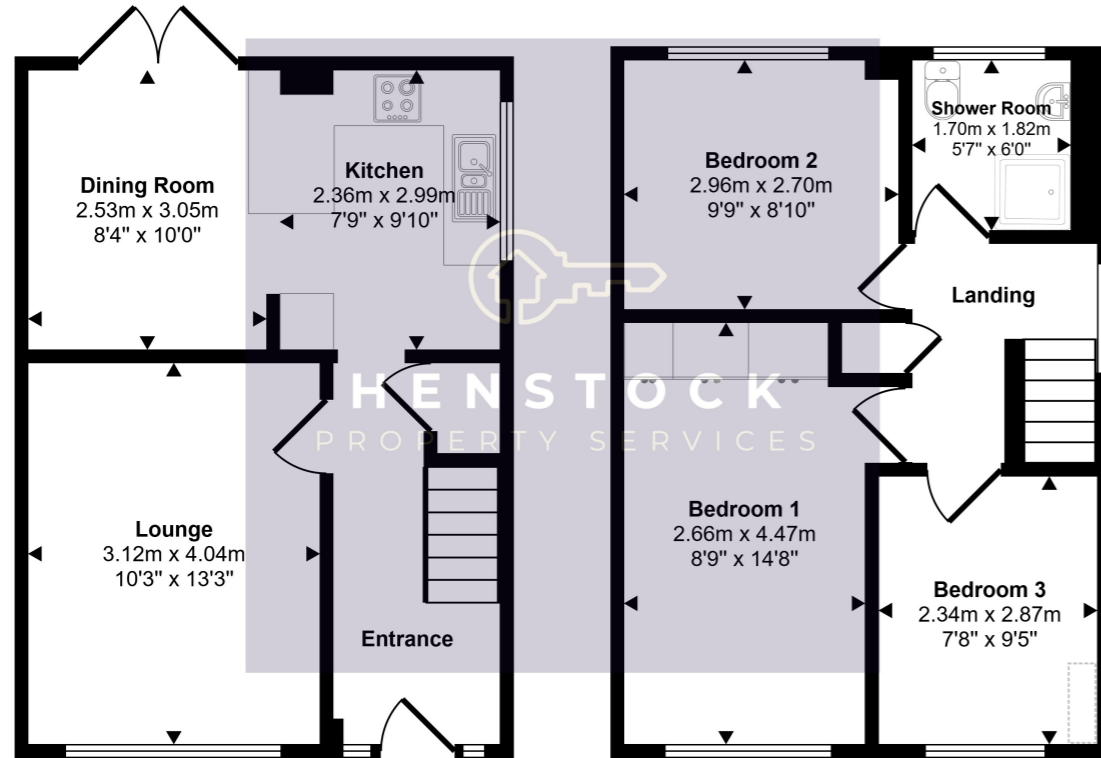 Dining Room
2.53m x 3.05m
8'4" x 10'0"
Kitchen
2.36m x 2.99m
7'9" x 9'10"
Lounge
3.12m x 4.04m
10'3" x 13'3"
Entrance
Bedroom 2
2.96m x 2.70m
9'9" x 8'10"
Shower Room
1.70m x 1.82m
5'7" x 6'0"
Landing
Bedroom 1
2.66m x 4.47m
8'9" x 14'8"
Bedroom 3
2.34m x 2.87m
7'8" x 9'5"
HENSTOCK
PROPERTY SERVICES